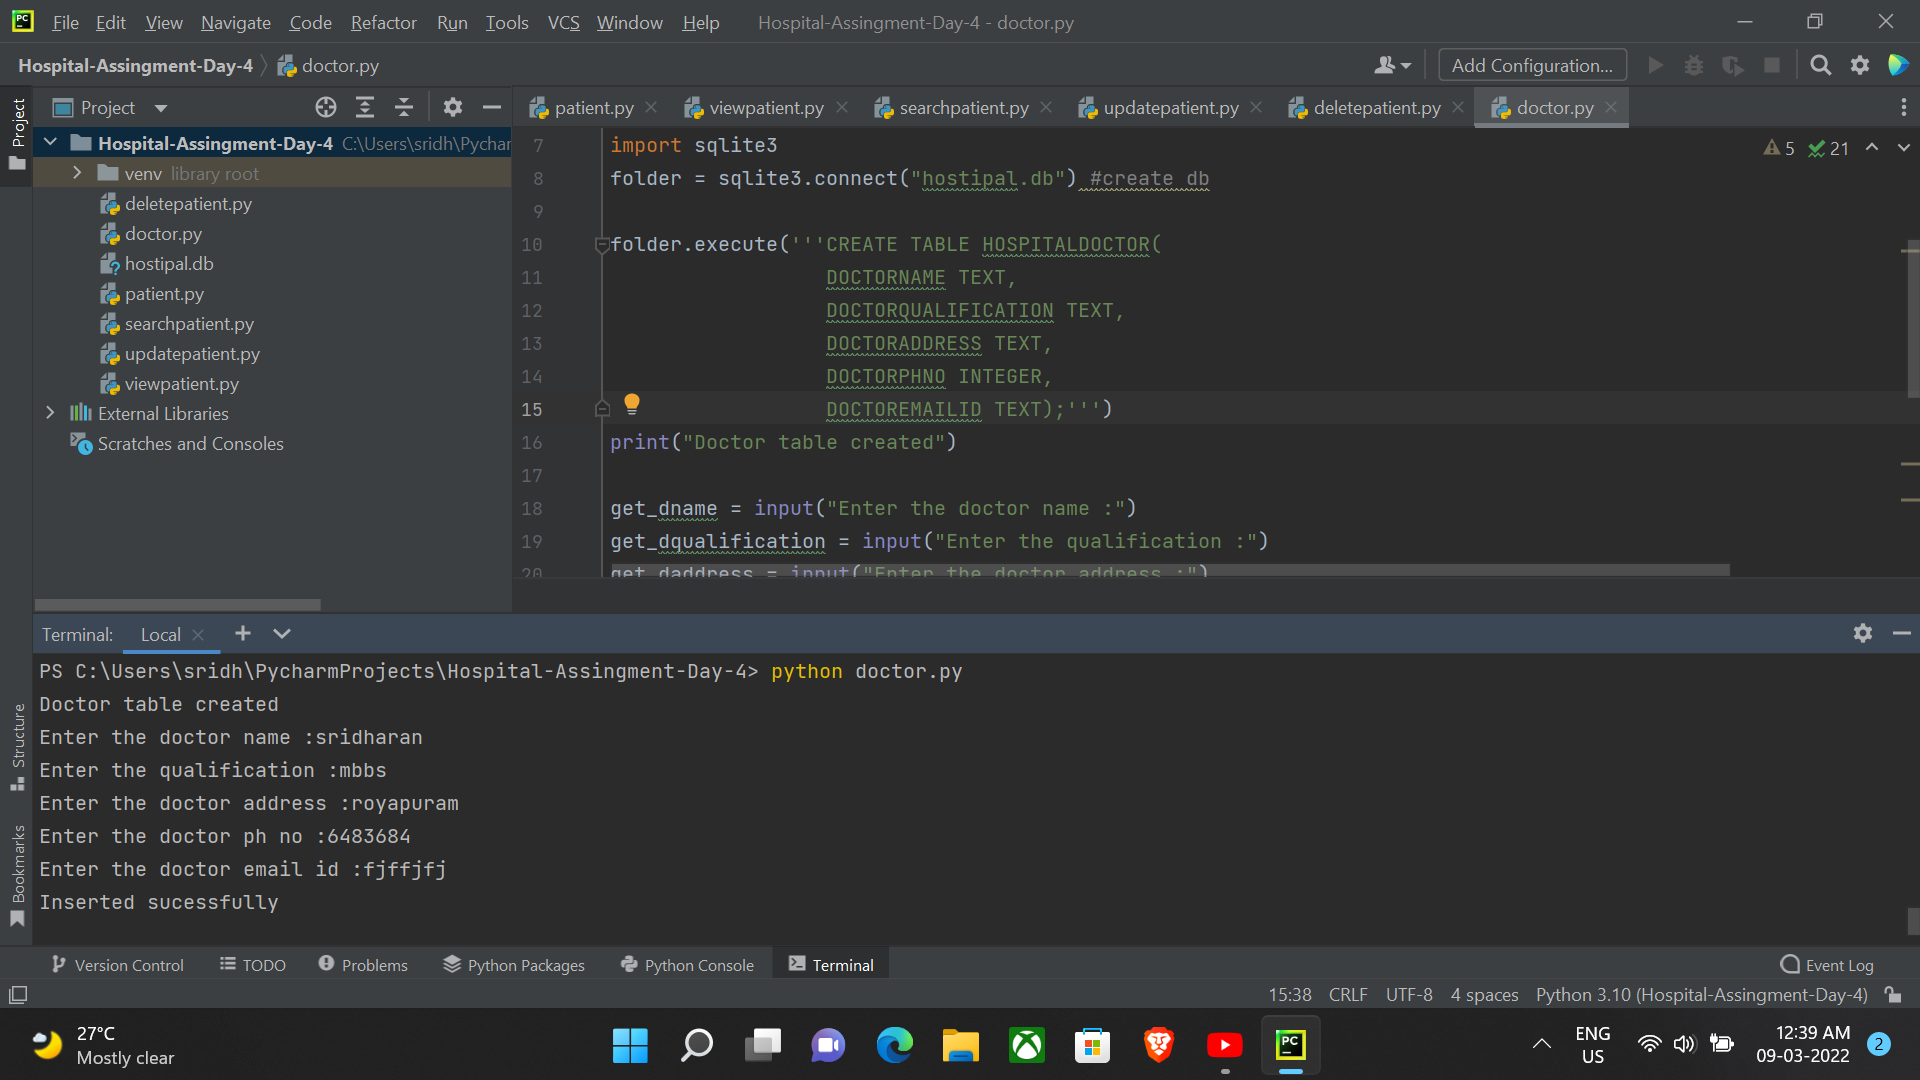 File Edit View Navigate Code Refactor Run Tools VCS Window Help Hospital-Assingment-Day-4 - doctor.py
Hospital-Assingment-Day-4 doctor.py Add Configuration...
Project
Project patient.py viewpatient.py searchpatient.py updatepatient.py deletepatient.py doctor.py
Hospital-Assingment-Day-4 C:\Users\sridh\Pychar
venv library root
deletepatient.py
doctor.py
hostipal.db
patient.py
searchpatient.py
updatepatient.py
viewpatient.py
External Libraries
Scratches and Consoles
5 21
7 import sqlite3
8 folder = sqlite3.connect("hostipal.db") #create db
9
10 folder.execute('''CREATE TABLE HOSPITALDOCTOR(
11 DOCTORNAME TEXT,
12 DOCTORQUALIFICATION TEXT,
13 DOCTORADDRESS TEXT,
14 DOCTORPHNO INTEGER,
15 DOCTOREMAILID TEXT);''')
16 print("Doctor table created")
17
18 get_dname = input("Enter the doctor name :")
19 get_dqualification = input("Enter the qualification :")
20 get_daddress = input("Enter the doctor address :")
Terminal: Local
PS C:\Users\sridh\PycharmProjects\Hospital-Assingment-Day-4> python doctor.py
Doctor table created
Enter the doctor name :sridharan
Enter the qualification :mbbs
Enter the doctor address :royapuram
Enter the doctor ph no :6483684
Enter the doctor email id :fjffjfj
Inserted sucessfully
Structure
Bookmarks
Version Control TODO Problems Python Packages Python Console Terminal Event Log
15:38 CRLF UTF-8 4 spaces Python 3.10 (Hospital-Assingment-Day-4)
27°C
Mostly clear
PC
ENG
US
12:39 AM
09-03-2022
2